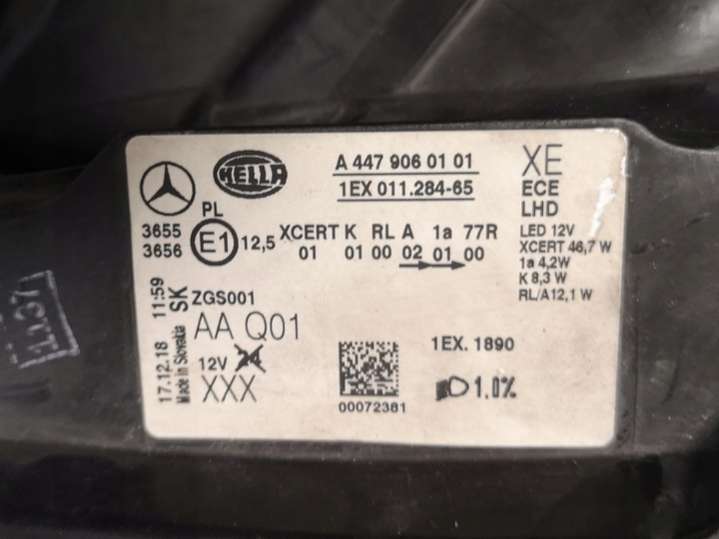 HELLA
A 447 906 01 01
1EX 011.284-65
XE
ECE
LHD
PL
3655
3656
E1
12,5
XCERT K RL A 1a 77R
01 01 00 02 01 00
LED 12V
XCERT 46,7 W
1a 4,2W
K 8,3 W
RL/A12,1 W
17.12.18 11:59
Made in Slovakia SK
ZGS001
AA Q01
12V 24
XXX
00072381
1EX. 1890
1.0%